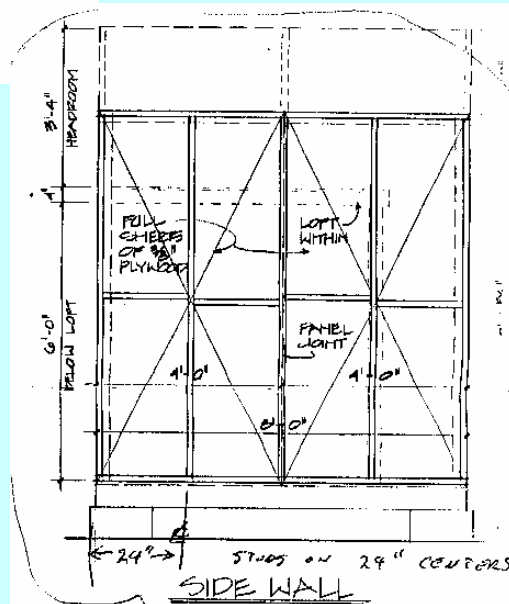 3'-4"
HEADROOM
4"
6'-0"
BELOW LOFT
FULL
SHEETS
OF 3/8"
PLYWOOD
LOFT
WITHIN
PANEL
JOINT
4'-0"
4'-0"
8'-0"
24"
STUDS ON 24" CENTERS
SIDE WALL